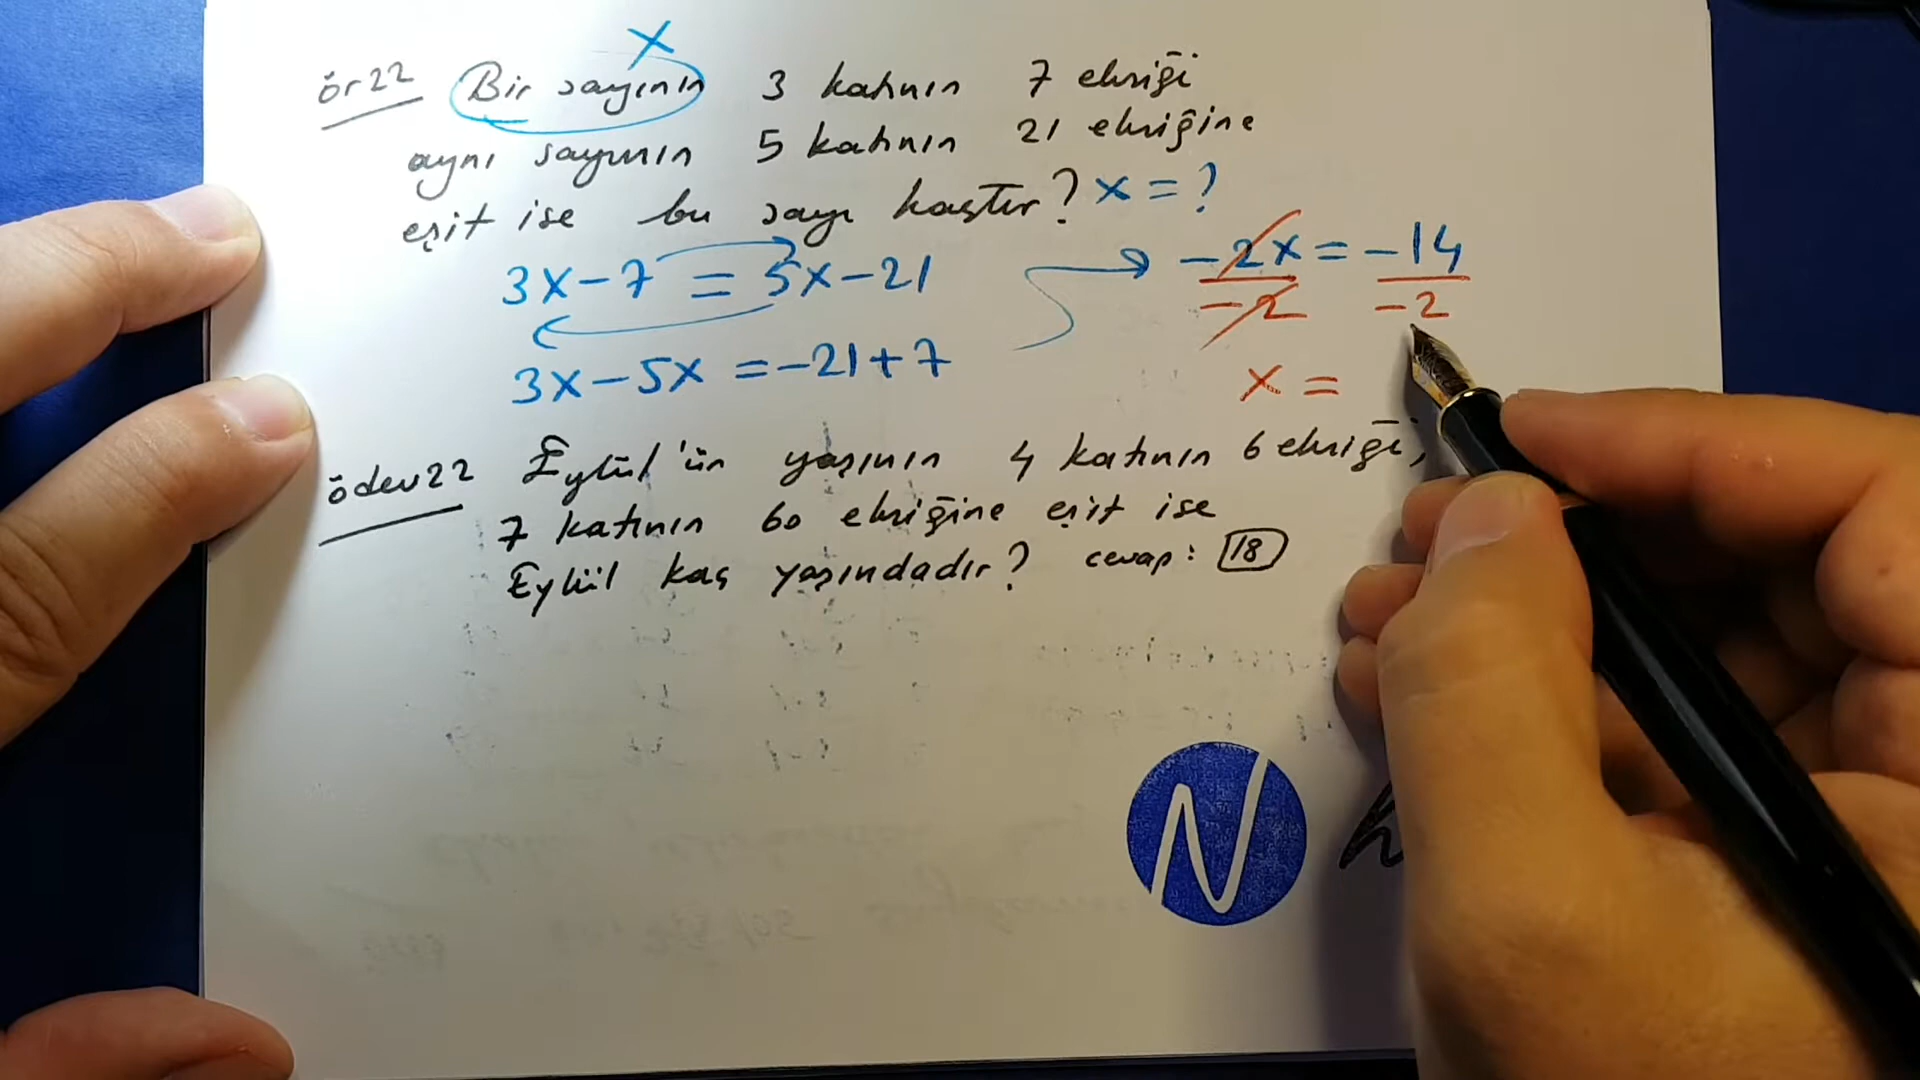 x
ör22 Bir sayının 3 katının 7 eksiği
aynı sayının 5 katının 21 eksiğine
eşit ise bu sayı kaçtır? x = ?
3x-7 = 5x-21
3x-5x = -21+7
-2x = -14
-2 -2
x =
ödev22 Eylül'ün yaşının 4 katının 6 eksiği,
7 katının 60 eksiğine eşit ise
Eylül kaç yaşındadır? cevap: 18
N